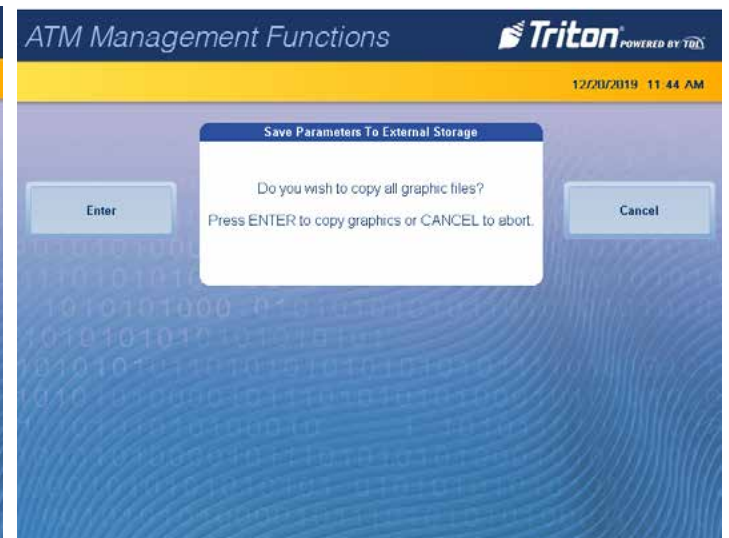 ATM Management Functions
Triton POWERED BY TDL
12/20/2019 11:44 AM
Save Parameters To External Storage
Do you wish to copy all graphic files?
Press ENTER to copy graphics or CANCEL to abort.
Enter
Cancel